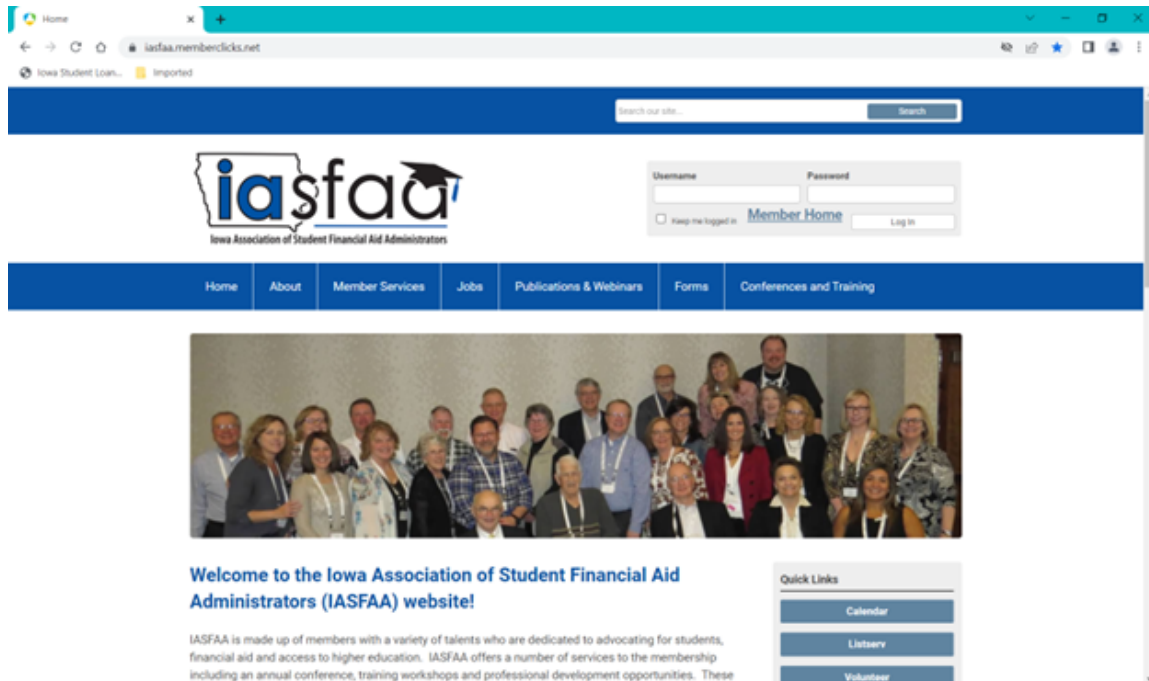 Home
iasfaa.memberclicks.net
Iowa Student Loan... Imported
Search our site... Search
iasfaa
Iowa Association of Student Financial Aid Administrators
Username Password
Keep me logged in Member Home Log In
Home About Member Services Jobs Publications & Webinars Forms Conferences and Training
Welcome to the Iowa Association of Student Financial Aid
Administrators (IASFAA) website!
IASFAA is made up of members with a variety of talents who are dedicated to advocating for students,
financial aid and access to higher education. IASFAA offers a number of services to the membership
including an annual conference, training workshops and professional development opportunities. These
Quick Links
Calendar
Listserv
Volunteer